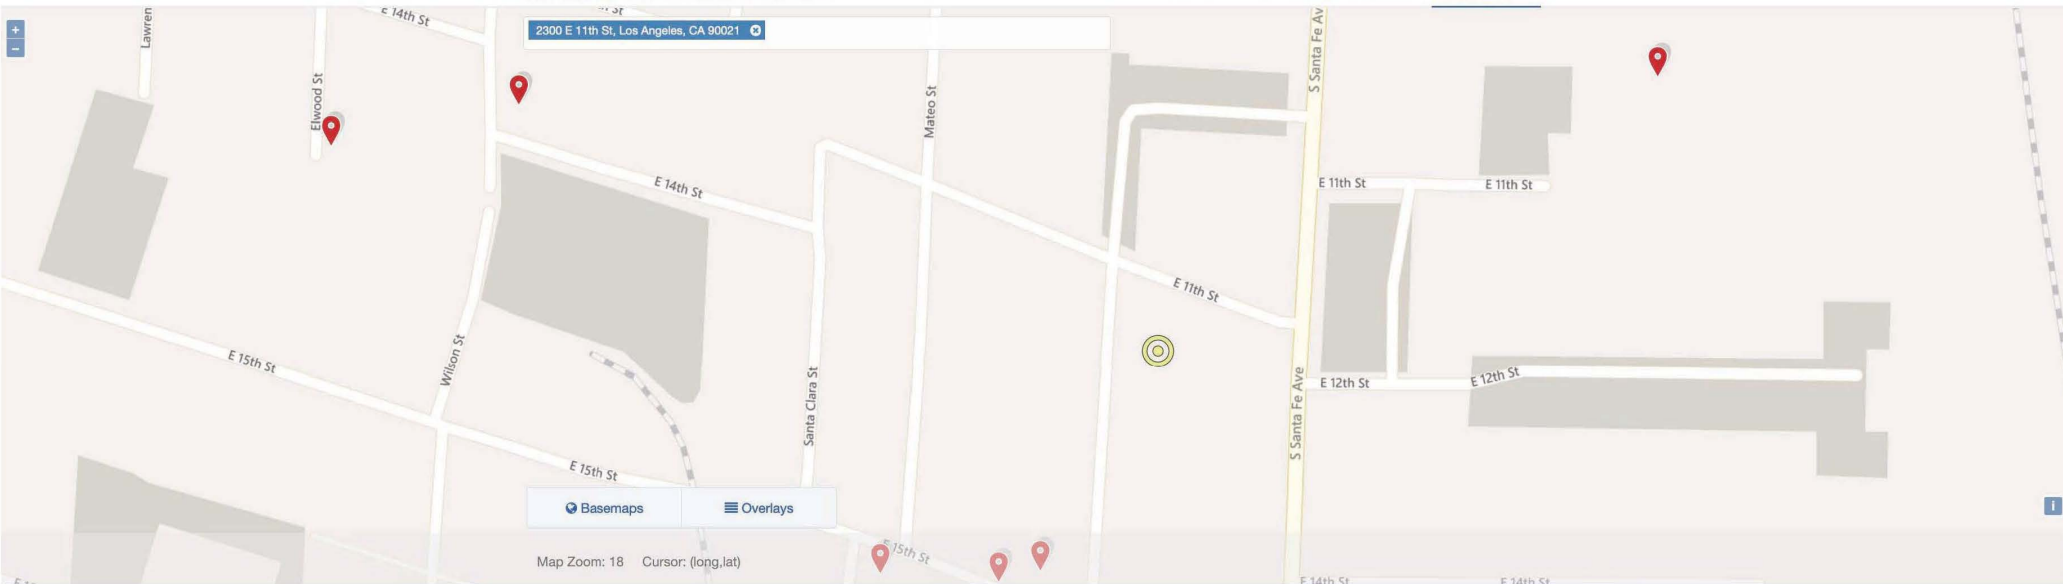 E 14th St
St
Lawren
2300 E 11th St, Los Angeles, CA 90021
S Santa Fe Av
Elwood St
Mateo St
E 14th St
E 11th St
E 11th St
E 11th St
Wilson St
E 15th St
Santa Clara St
S Santa Fe Ave
E 12th St
E 12th St
E 15th St
Basemaps
Overlays
E 15th St
Map Zoom: 18 Cursor: (long,lat)
E 14th St
E 14th St